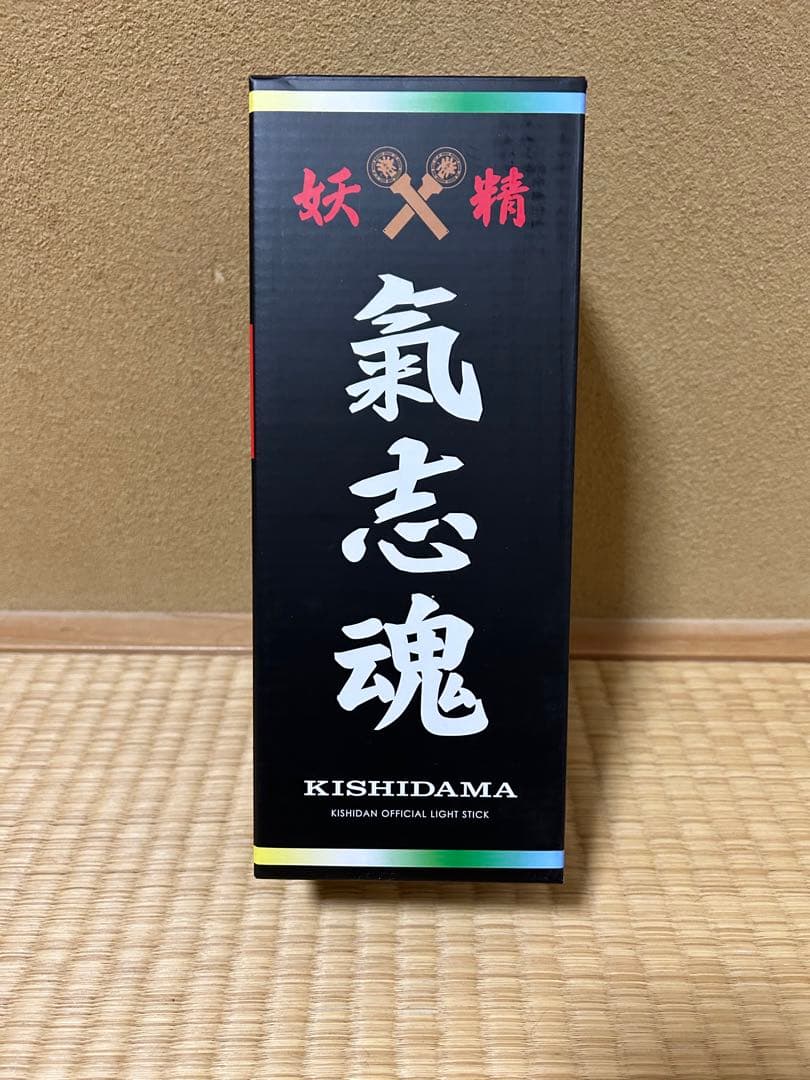 妖精
氣志魂
KISHIDAMA
KISHIDAN OFFICIAL LIGHT STICK